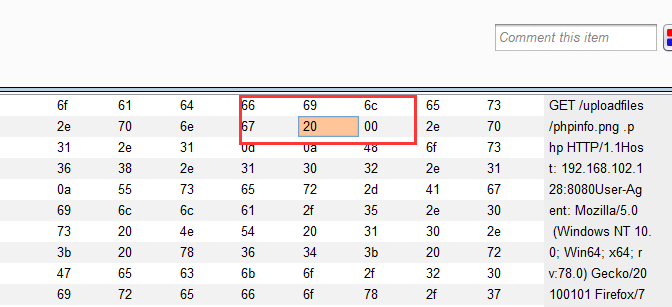 Comment this item
6f 61 64 66 69 6c 65 73 GET /uploadfiles
2e 70 6e 67 20 00 2e 70 /phpinfo.png .p
31 2e 31 0d 0a 48 6f 73 hp HTTP/1.1Hos
36 38 2e 31 30 32 2e 31 t: 192.168.102.1
0a 55 73 65 72 2d 41 67 28:8080User-Ag
69 6c 6c 61 2f 35 2e 30 ent: Mozilla/5.0
73 20 4e 54 20 31 30 2e (Windows NT 10.
3b 20 78 36 34 3b 20 72 0; Win64; x64; r
47 65 63 6b 6f 2f 32 30 v:78.0) Gecko/20
69 72 65 66 6f 78 2f 37 100101 Firefox/7